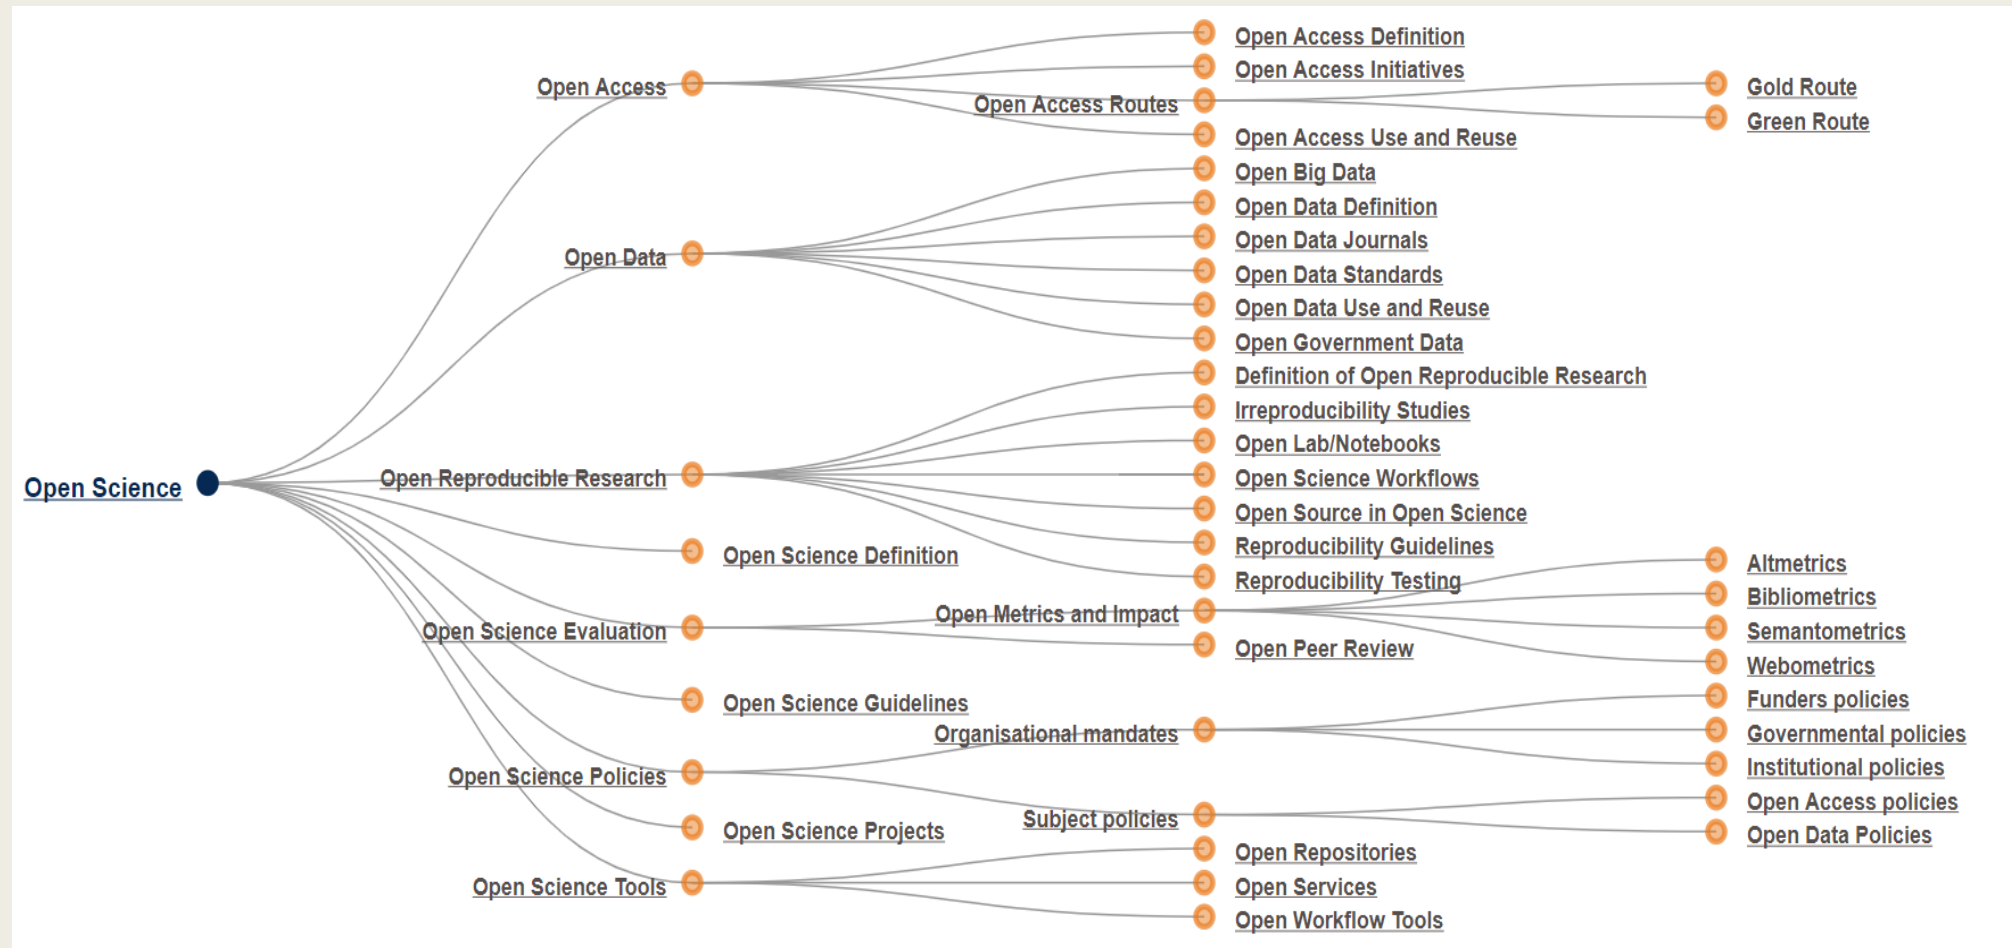 Open Science
Open Access
Open Access Definition
Open Access Initiatives
Open Access Routes
Gold Route
Green Route
Open Access Use and Reuse
Open Data
Open Big Data
Open Data Definition
Open Data Journals
Open Data Standards
Open Data Use and Reuse
Open Government Data
Open Reproducible Research
Definition of Open Reproducible Research
Irreproducibility Studies
Open Lab/Notebooks
Open Science Workflows
Open Source in Open Science
Reproducibility Guidelines
Reproducibility Testing
Open Science Definition
Open Science Evaluation
Open Metrics and Impact
Altmetrics
Bibliometrics
Semantometrics
Webometrics
Open Peer Review
Open Science Guidelines
Open Science Policies
Organisational mandates
Funders policies
Governmental policies
Institutional policies
Subject policies
Open Access policies
Open Data Policies
Open Science Projects
Open Science Tools
Open Repositories
Open Services
Open Workflow Tools